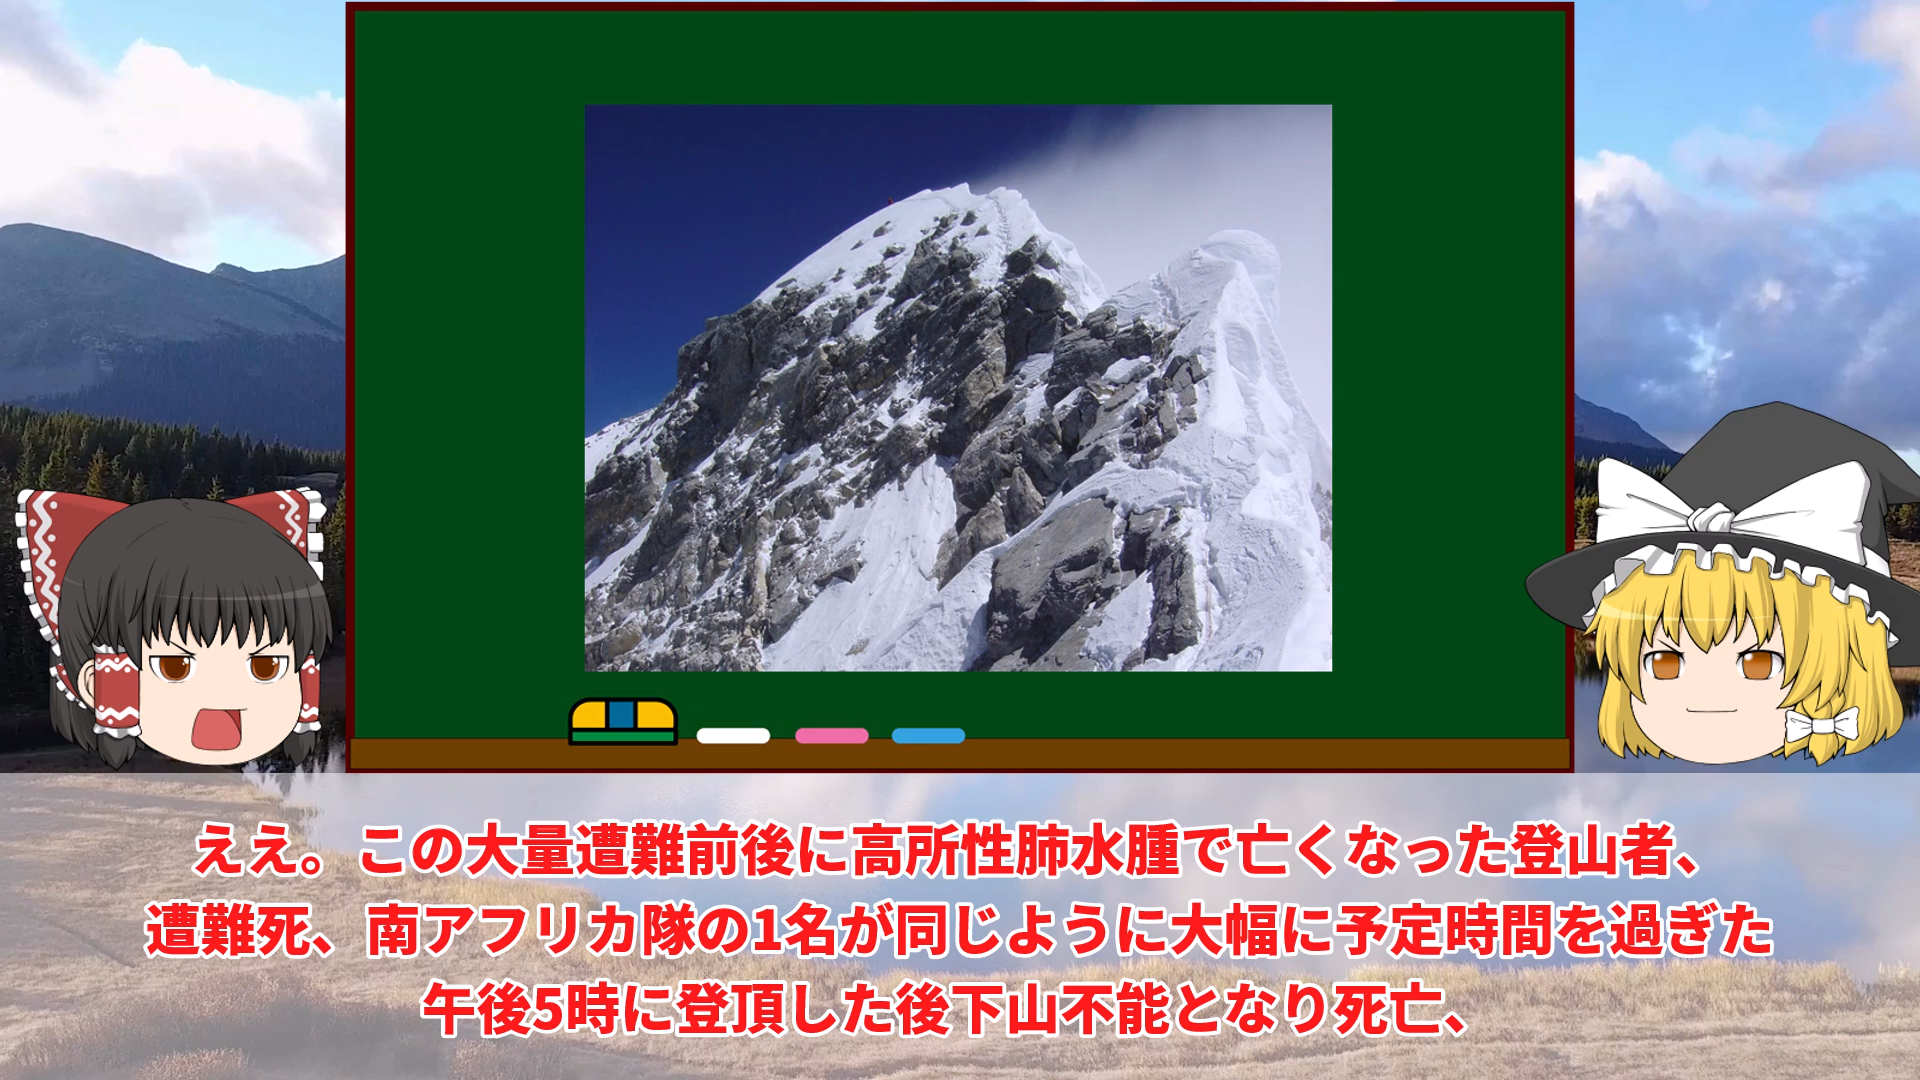 ええ。この大量遭難前後に高所性肺水腫で亡くなった登山者、
遭難死、南アフリカ隊の1名が同じように大幅に予定時間を過ぎた
午後5時に登頂した後下山不能となり死亡、